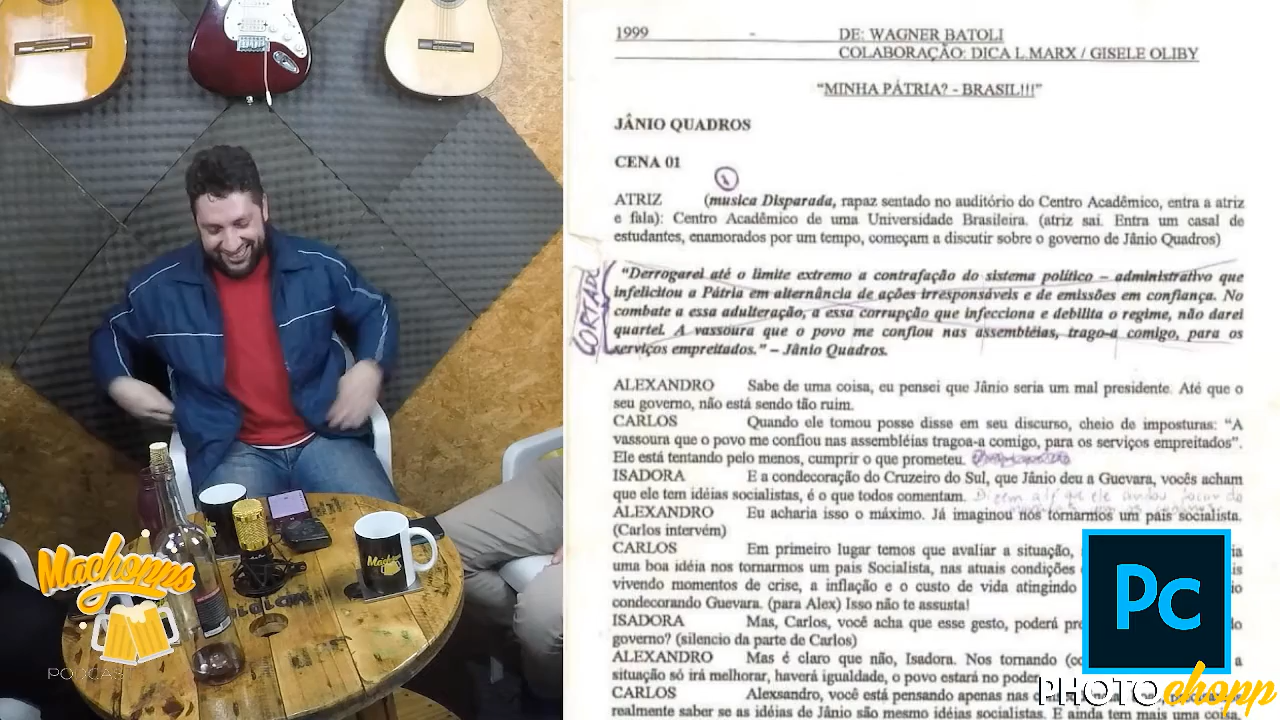 1999 - DE: WAGNER BATOLI
COLABORAÇÃO: DICA L.MARX / GISELE OLIBY
“MINHA PÁTRIA? - BRASIL!!!”
JÂNIO QUADROS
CENA 01
1
ATRIZ (musica Disparada, rapaz sentado no auditório do Centro Acadêmico, entra a atriz
e fala): Centro Acadêmico de uma Universidade Brasileira. (atriz sai. Entra um casal de
estudantes, enamorados por um tempo, começam a discutir sobre o governo de Jânio Quadros)
CORTADO
“Derrogarei até o limite extremo a contrafação do sistema político – administrativo que
infelicitou a Pátria em alternância de ações irresponsáveis e de emissões em confiança. No
combate a essa adulteração, a essa corrupção que infecciona e debilita o regime, não darei
quartel. A vassoura que o povo me confiou nas assembléias, trago-a comigo, para os
serviços empreitados.” – Jânio Quadros.
ALEXANDRO Sabe de uma coisa, eu pensei que Jânio seria um mal presidente. Até que o
seu governo, não está sendo tão ruim.
CARLOS Quando ele tomou posse disse em seu discurso, cheio de imposturas: “A
vassoura que o povo me confiou nas assembléias tragoa-a comigo, para os serviços empreitados”.
Ele está tentando pelo menos, cumprir o que prometeu.
ISADORA E a condecoração do Cruzeiro do Sul, que Jânio deu a Guevara, vocês acham
que ele tem idéias socialistas, é o que todos comentam.
ALEXANDRO Eu acharia isso o máximo. Já imaginou nós tornarmos um país socialista.
(Carlos intervém)
CARLOS Em primeiro lugar temos que avaliar a situação,
uma boa idéia nos tornarmos um pais Socialista, nas atuais condições
vivendo momentos de crise, a inflação e o custo de vida atingindo
condecorando Guevara. (para Alex) Isso não te assusta!
ISADORA Mas, Carlos, você acha que esse gesto, poderá
governo? (silencio da parte de Carlos)
ALEXANDRO Mas é claro que não, Isadora. Nos tornando a
situação só irá melhorar, haverá igualdade, o povo estará no poder
CARLOS Alexsandro, você está pensando apenas nas
realmente saber se as idéias de Jânio são mesmo idéias socialistas. E ainda tem mais uma coisa,
Machopps
PODCAST
Machopps
Pc
PHOTO chopp